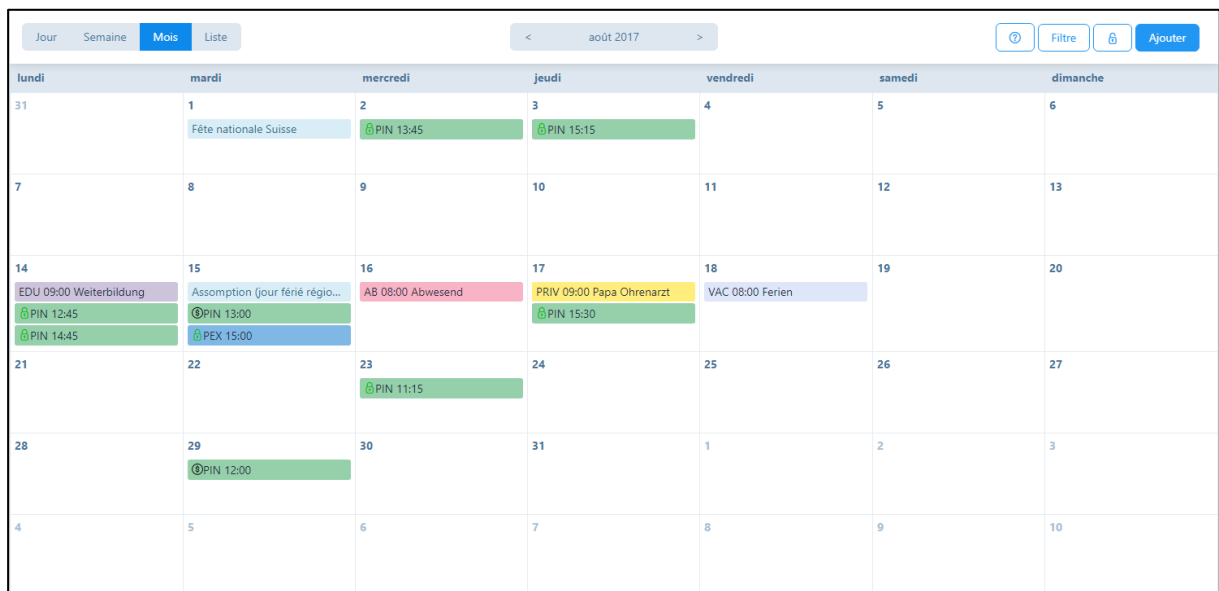 Jour Semaine Mois Liste < août 2017 > Filtre Ajouter
lundi mardi mercredi jeudi vendredi samedi dimanche
31 1 2 3 4 5 6
Fête nationale Suisse PIN 13:45 PIN 15:15
7 8 9 10 11 12 13
14 15 16 17 18 19 20
EDU 09:00 Weiterbildung Assomption (jour férié régio... AB 08:00 Abwesend PRIV 09:00 Papa Ohrenarzt VAC 08:00 Ferien
PIN 12:45 PIN 13:00 PIN 15:30
PIN 14:45 PEX 15:00
21 22 23 24 25 26 27
PIN 11:15
28 29 30 31 1 2 3
PIN 12:00
4 5 6 7 8 9 10